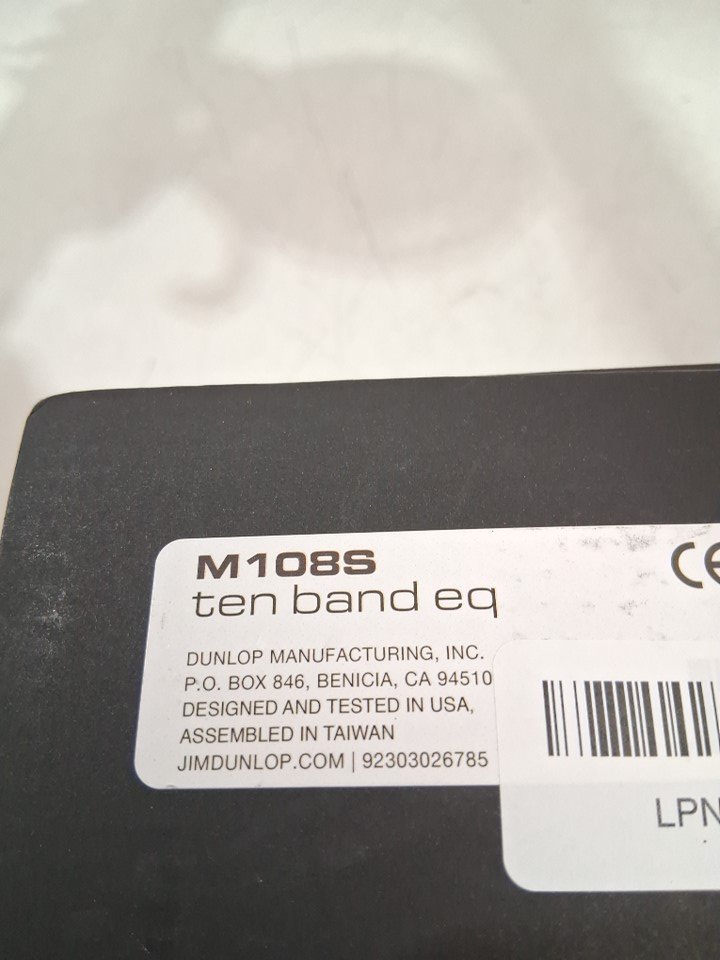 M108S
ten band eq
CE
DUNLOP MANUFACTURING, INC.
P.O. BOX 846, BENICIA, CA 94510
DESIGNED AND TESTED IN USA,
ASSEMBLED IN TAIWAN
JIMDUNLOP.COM | 92303026785
LPN